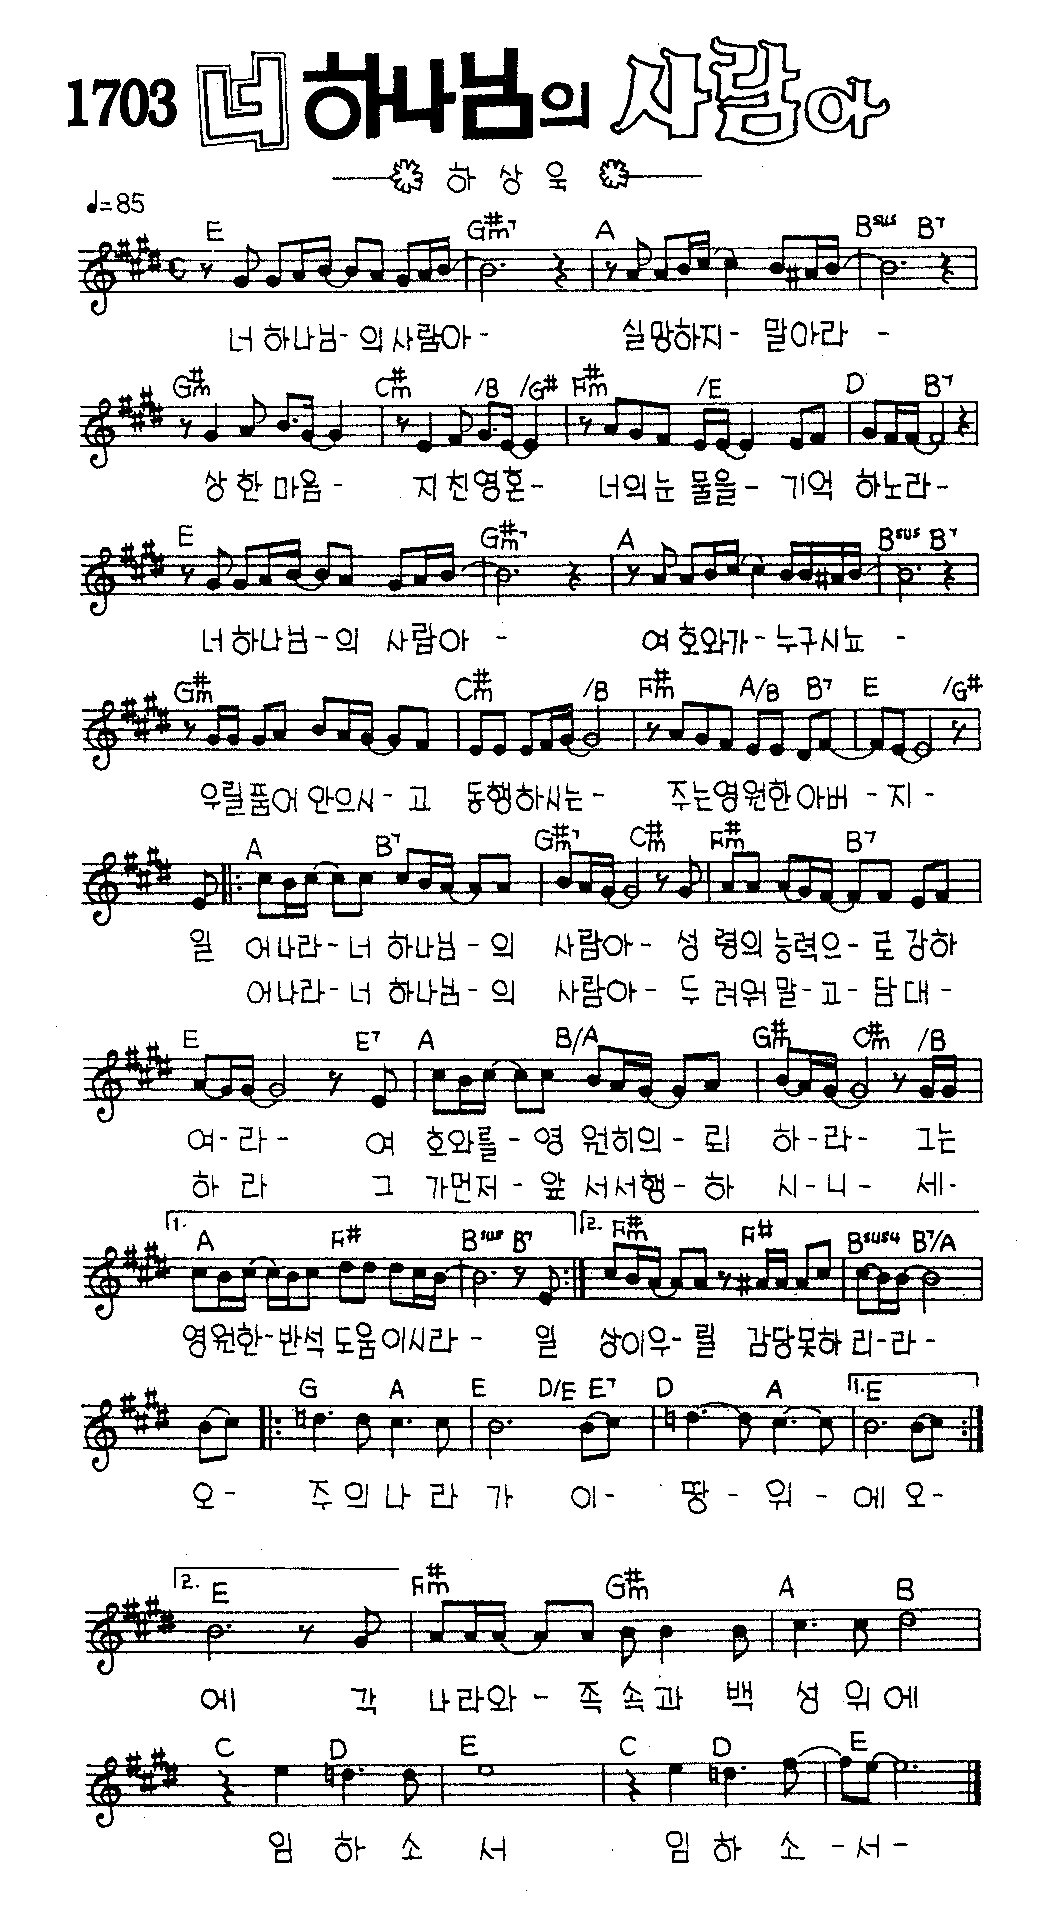 1703 너 하나님의 사람아
하 상 욱
♩=85
E G#m7 A Bsus B7
너 하나님-의사람아- 실망하지- 말아라 -
G#m C#m /B /G# F#m /E D B7
상한마음- 지친영혼- 너의눈물을- 기억 하노라-
E G#m7 A Bsus B7
너하나님-의 사람아 - 여호와가-누구시뇨 -
G#m C#m /B F#m A/B B7 E /G#
우릴품어 안으시-고 동행하시는- 주는영원한아버-지-
A B7 G#m7 C#m F#m B7
일 어나라-너 하나님-의 사람아- 성 령의능력으-로강하
어나라-너 하나님-의 사람아- 두 려워말-고-담대-
E E7 A B/A G#m C#m /B
여-라- 여 호와를-영 원히의-뢰 하-라- 그는
하 라 그 가먼저-앞 서서행-하 시-니- 세-
1. A F# Bsus B7 2. F#m F# Bsus4 B7/A
영원한-반석도움이시라- 일 상이우-릴 감당못하리-라-
G A E D/E E7 D A 1. E
오- 주의나 라 가 이- 땅-위-에오-
2. E F#m G#m A B
에 각 나라와-족속과 백 성 위에
C D E C D E
임 하 소 서 임 하 소-서-